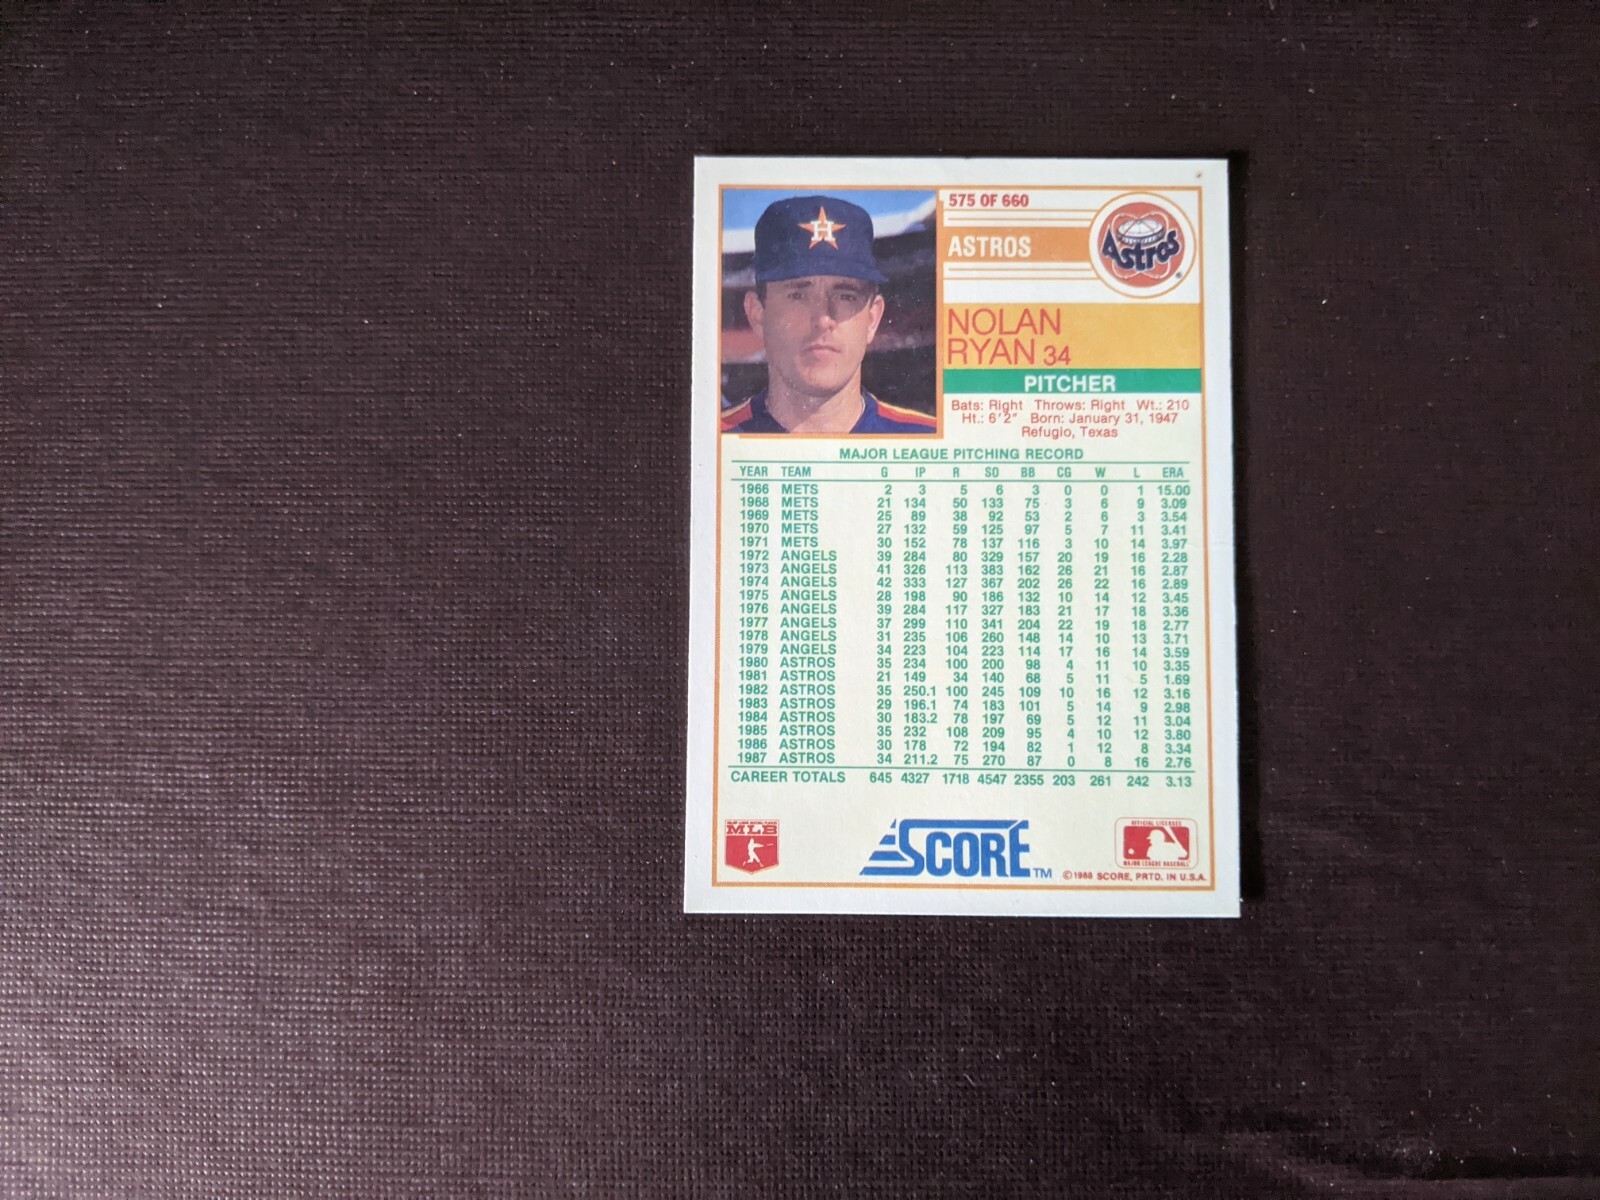 575 OF 660
ASTROS
Astros
®
H
NOLAN
RYAN 34
PITCHER
Bats: Right Throws: Right Wt.: 210
Ht.: 6'2" Born: January 31, 1947
Refugio, Texas
MAJOR LEAGUE PITCHING RECORD
YEAR TEAM G IP R SO BB CG W L ERA
1966 METS 2 3 5 6 3 0 0 1 15.00
1968 METS 21 134 50 133 75 3 6 9 3.09
1969 METS 25 89 38 92 53 2 6 3 3.54
1970 METS 27 132 59 125 97 5 7 11 3.41
1971 METS 30 152 78 137 116 3 10 14 3.97
1972 ANGELS 39 284 80 329 157 20 19 16 2.28
1973 ANGELS 41 326 113 383 162 26 21 16 2.87
1974 ANGELS 42 333 127 367 202 26 22 16 2.89
1975 ANGELS 28 198 90 186 132 10 14 12 3.45
1976 ANGELS 39 284 117 327 183 21 17 18 3.36
1977 ANGELS 37 299 110 341 204 22 19 18 2.77
1978 ANGELS 31 235 106 260 148 14 10 13 3.71
1979 ANGELS 34 223 104 223 114 17 16 14 3.59
1980 ASTROS 35 234 100 200 98 4 11 10 3.35
1981 ASTROS 21 149 34 140 68 5 11 5 1.69
1982 ASTROS 35 250.1 100 245 109 10 16 12 3.16
1983 ASTROS 29 196.1 74 183 101 5 14 9 2.98
1984 ASTROS 30 183.2 78 197 69 5 12 11 3.04
1985 ASTROS 35 232 108 209 95 4 10 12 3.80
1986 ASTROS 30 178 72 194 82 1 12 8 3.34
1987 ASTROS 34 211.2 75 270 87 0 8 16 2.76
CAREER TOTALS 645 4327 1718 4547 2355 203 261 242 3.13
MLB
SCORE TM
OFFICIAL LICENSEE
MAJOR LEAGUE BASEBALL
©1988 SCORE, PRTD. IN U.S.A.